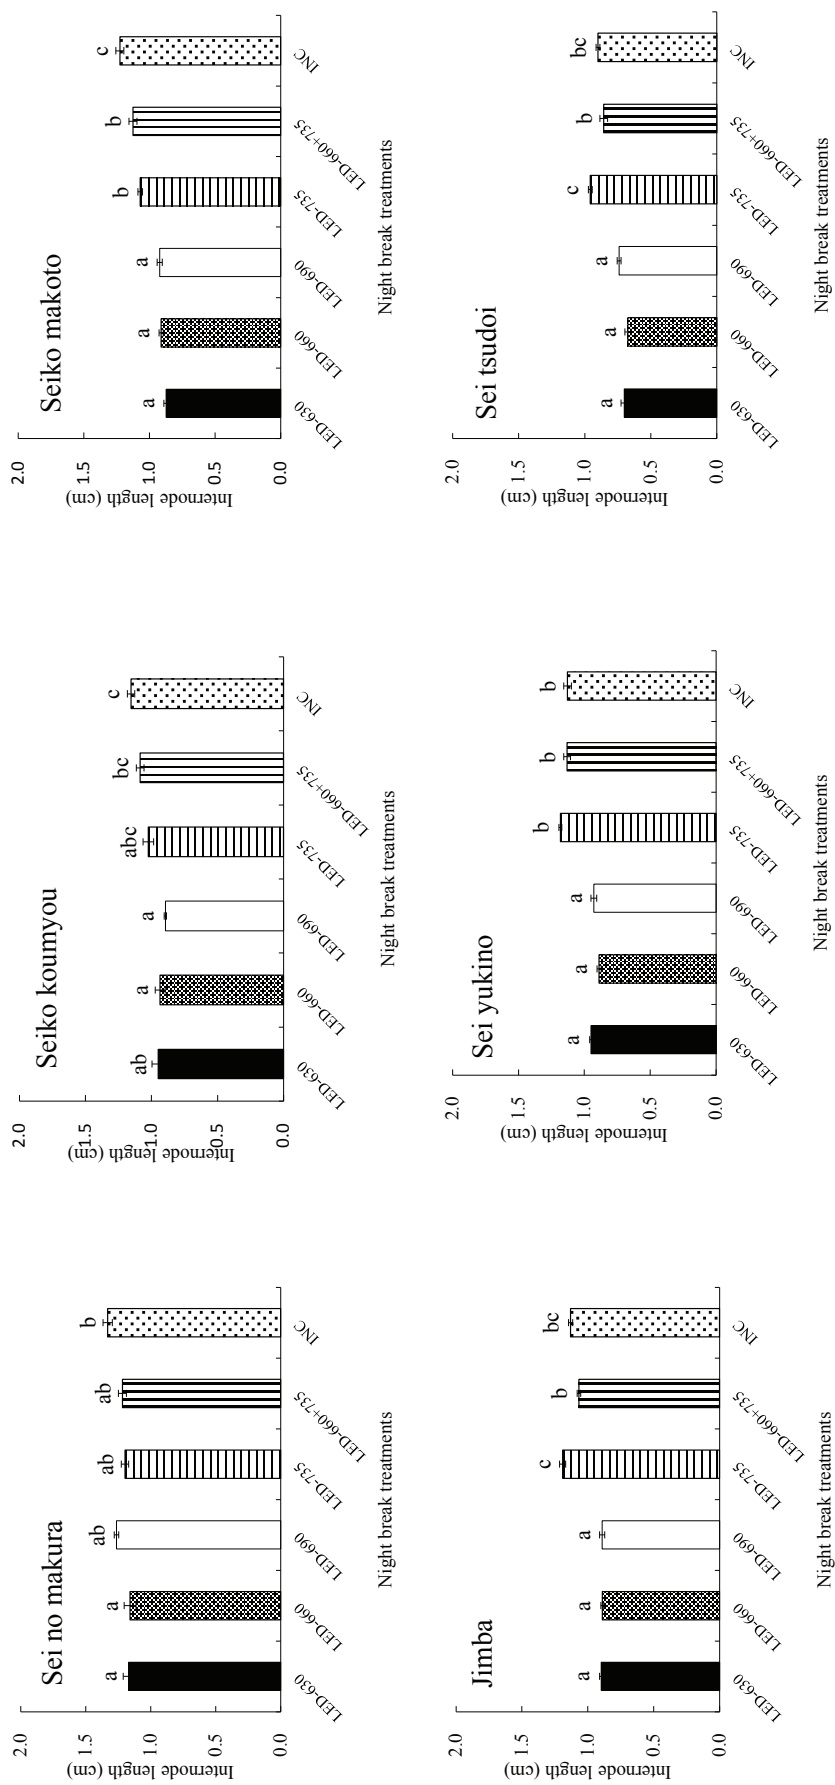 Sei no makura
Internode length (cm)
2.0
1.5
1.0
0.5
0.0
a
a
ab
ab
ab
b
LED-630
LED-660
LED-690
LED-735
LED-660+735
INC
Night break treatments
Seiko koumyou
Internode length (cm)
2.0
1.5
1.0
0.5
0.0
ab
a
a
abc
bc
c
LED-630
LED-660
LED-690
LED-735
LED-660+735
INC
Night break treatments
Seiko makoto
Internode length (cm)
2.0
1.5
1.0
0.5
0.0
a
a
a
b
b
c
LED-630
LED-660
LED-690
LED-735
LED-660+735
INC
Night break treatments
Jimba
Internode length (cm)
2.0
1.5
1.0
0.5
0.0
a
a
a
c
b
bc
LED-630
LED-660
LED-690
LED-735
LED-660+735
INC
Night break treatments
Sei yukino
Internode length (cm)
2.0
1.5
1.0
0.5
0.0
a
a
a
b
b
b
LED-630
LED-660
LED-690
LED-735
LED-660+735
INC
Night break treatments
Sei tsudoi
Internode length (cm)
2.0
1.5
1.0
0.5
0.0
a
a
a
c
b
bc
LED-630
LED-660
LED-690
LED-735
LED-660+735
INC
Night break treatments